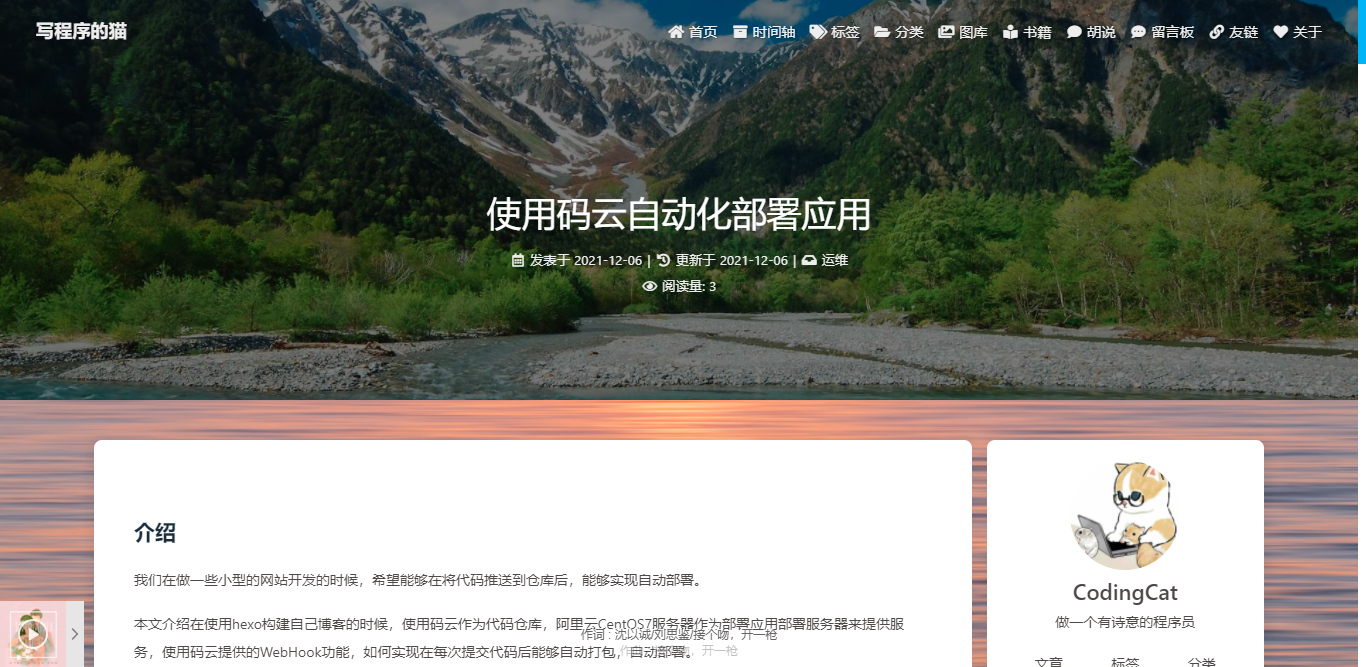 写程序的猫
首页 时间轴 标签 分类 图库 书籍 胡说 留言板 友链 关于
使用码云自动化部署应用
发表于 2021-12-06 | 更新于 2021-12-06 | 运维
阅读量: 3
介绍
我们在做一些小型的网站开发的时候，希望能够在将代码推送到仓库后，能够实现自动部署。
本文介绍在使用hexo构建自己博客的时候，使用码云作为代码仓库，阿里云CentOS7服务器作为部署应用部署服务器来提供服
务，使用码云提供的WebHook功能，如何实现在每次提交代码后能够自动打包，自动部署。
作词 : 沈以诚/刘思鉴/接个吻，开一枪
CodingCat
做一个有诗意的程序员
文章 标签 分类